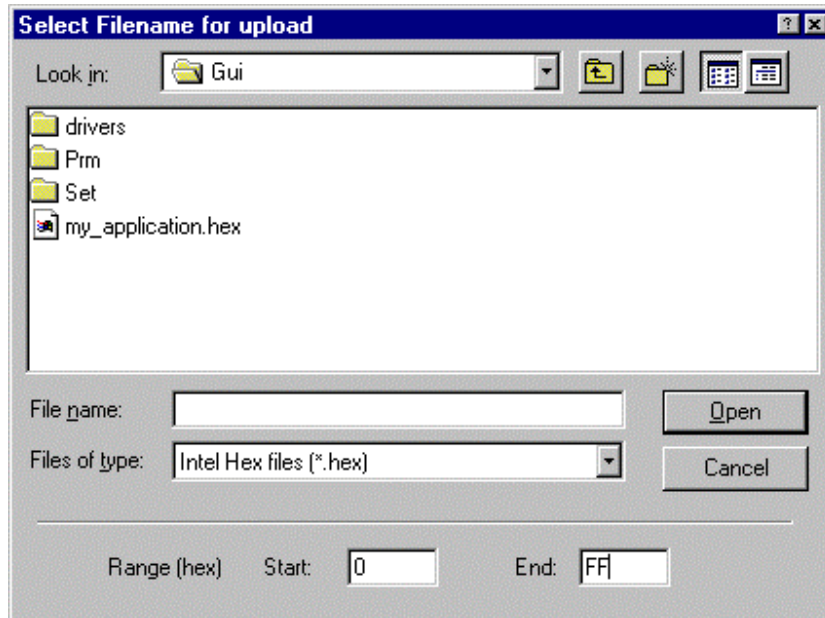 Select Filename for upload
Look in: Gui
drivers
Prm
Set
my_application.hex
File name: Open
Files of type: Intel Hex files (*.hex) Cancel
Range (hex) Start: 0 End: FF